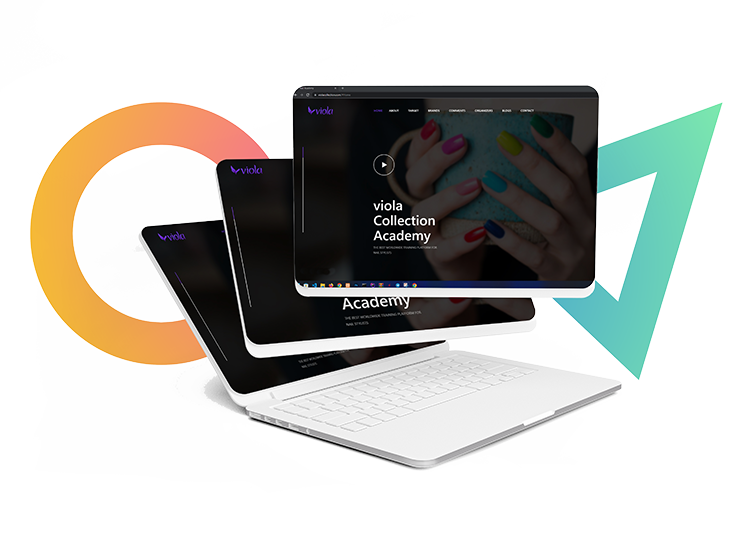 viola
HOME ABOUT TARGET BRANDS COMMENTS ORGANIZERS BLOGS CONTACT
viola
Collection
Academy
THE BEST WORLDWIDE TRAINING PLATFORM FOR
NAIL STYLISTS.
viola
Academy
THE BEST WORLDWIDE TRAINING PLATFORM FOR
NAIL STYLISTS.
viola